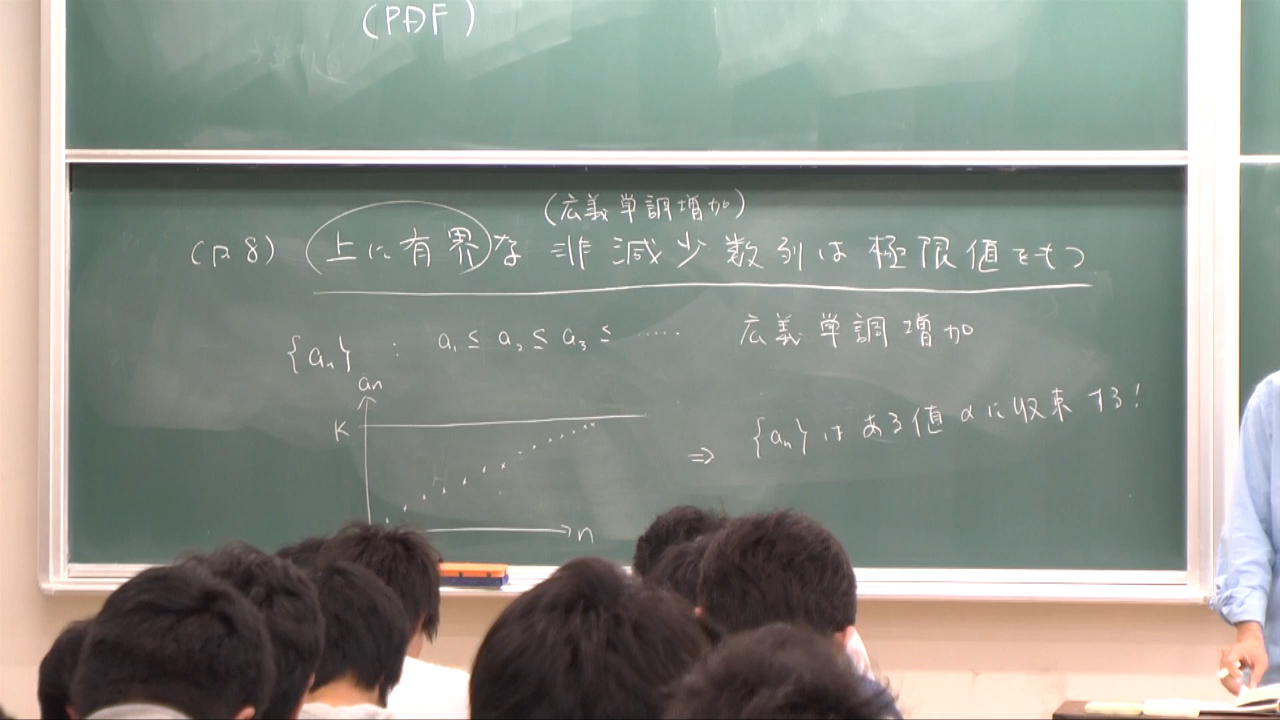 (PDF)
(広義単調増加)
(P. 8) 上に有界な非減少数列は極限値をもつ
{aₙ} : a₁ ≤ a₂ ≤ a₃ ≤ ...... 広義単調増加
aₙ
K
⇒ {aₙ}はある値αに収束する!
n